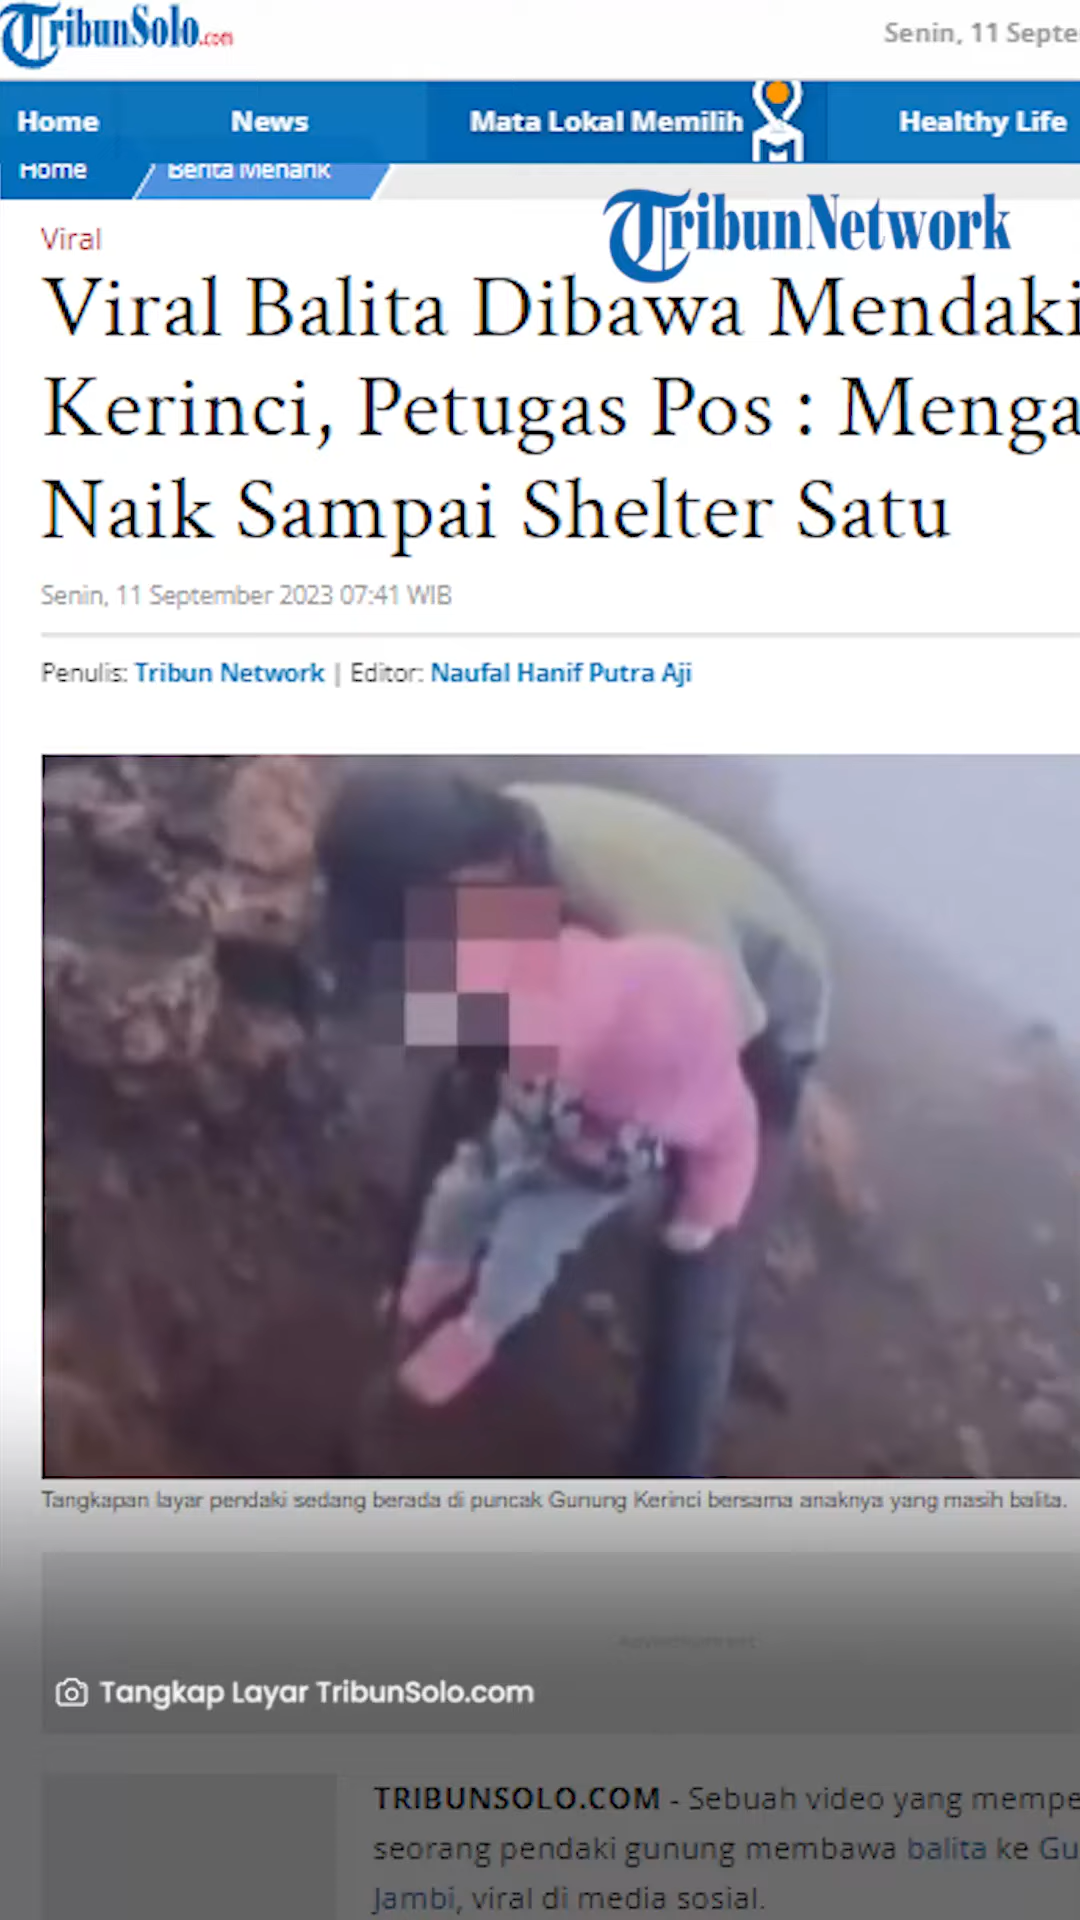 TribunSolo.com
Senin, 11 Septe
Home News Mata Lokal Memilih Healthy Life
Home Berita Menarik
TribunNetwork
Viral
Viral Balita Dibawa Mendaki
Kerinci, Petugas Pos : Menga
Naik Sampai Shelter Satu
Senin, 11 September 2023 07:41 WIB
Penulis: Tribun Network | Editor: Naufal Hanif Putra Aji
Tangkapan layar pendaki sedang berada di puncak Gunung Kerinci bersama anaknya yang masih balita.
Advertisement
Tangkap Layar TribunSolo.com
TRIBUNSOLO.COM - Sebuah video yang mempe
seorang pendaki gunung membawa balita ke Gu
Jambi, viral di media sosial.